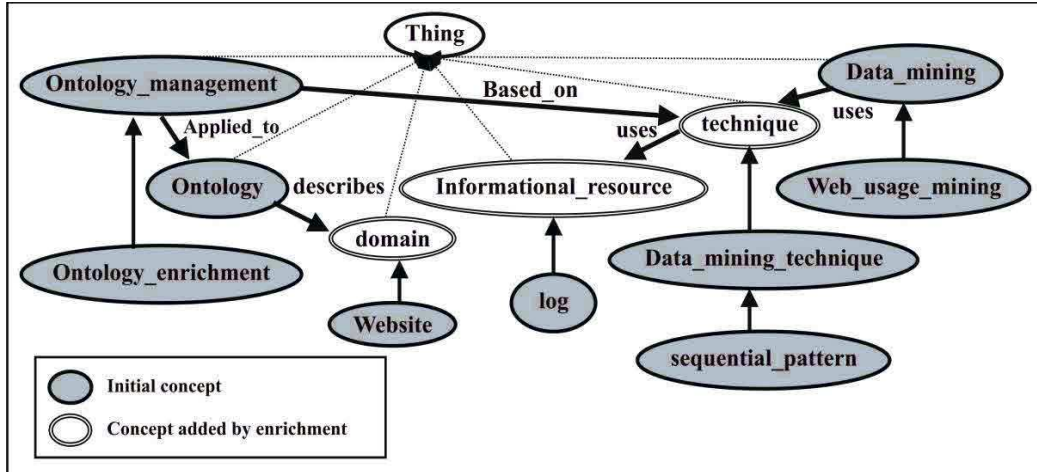 Thing
Ontology_management
Data_mining
Based_on
Applied_to
uses
technique
uses
Ontology
describes
Informational_resource
Web_usage_mining
domain
Ontology_enrichment
Data_mining_technique
log
Website
sequential_pattern
Initial concept
Concept added by enrichment